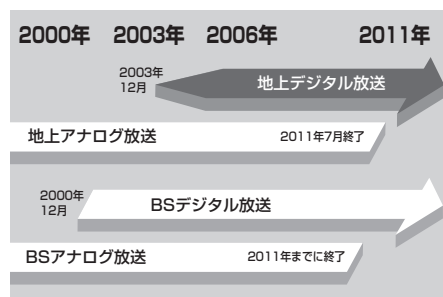 2000年 2003年 2006年 2011年
2003年
12月
地上デジタル放送
地上アナログ放送 2011年7月終了
2000年
12月
BSデジタル放送
BSアナログ放送 2011年までに終了